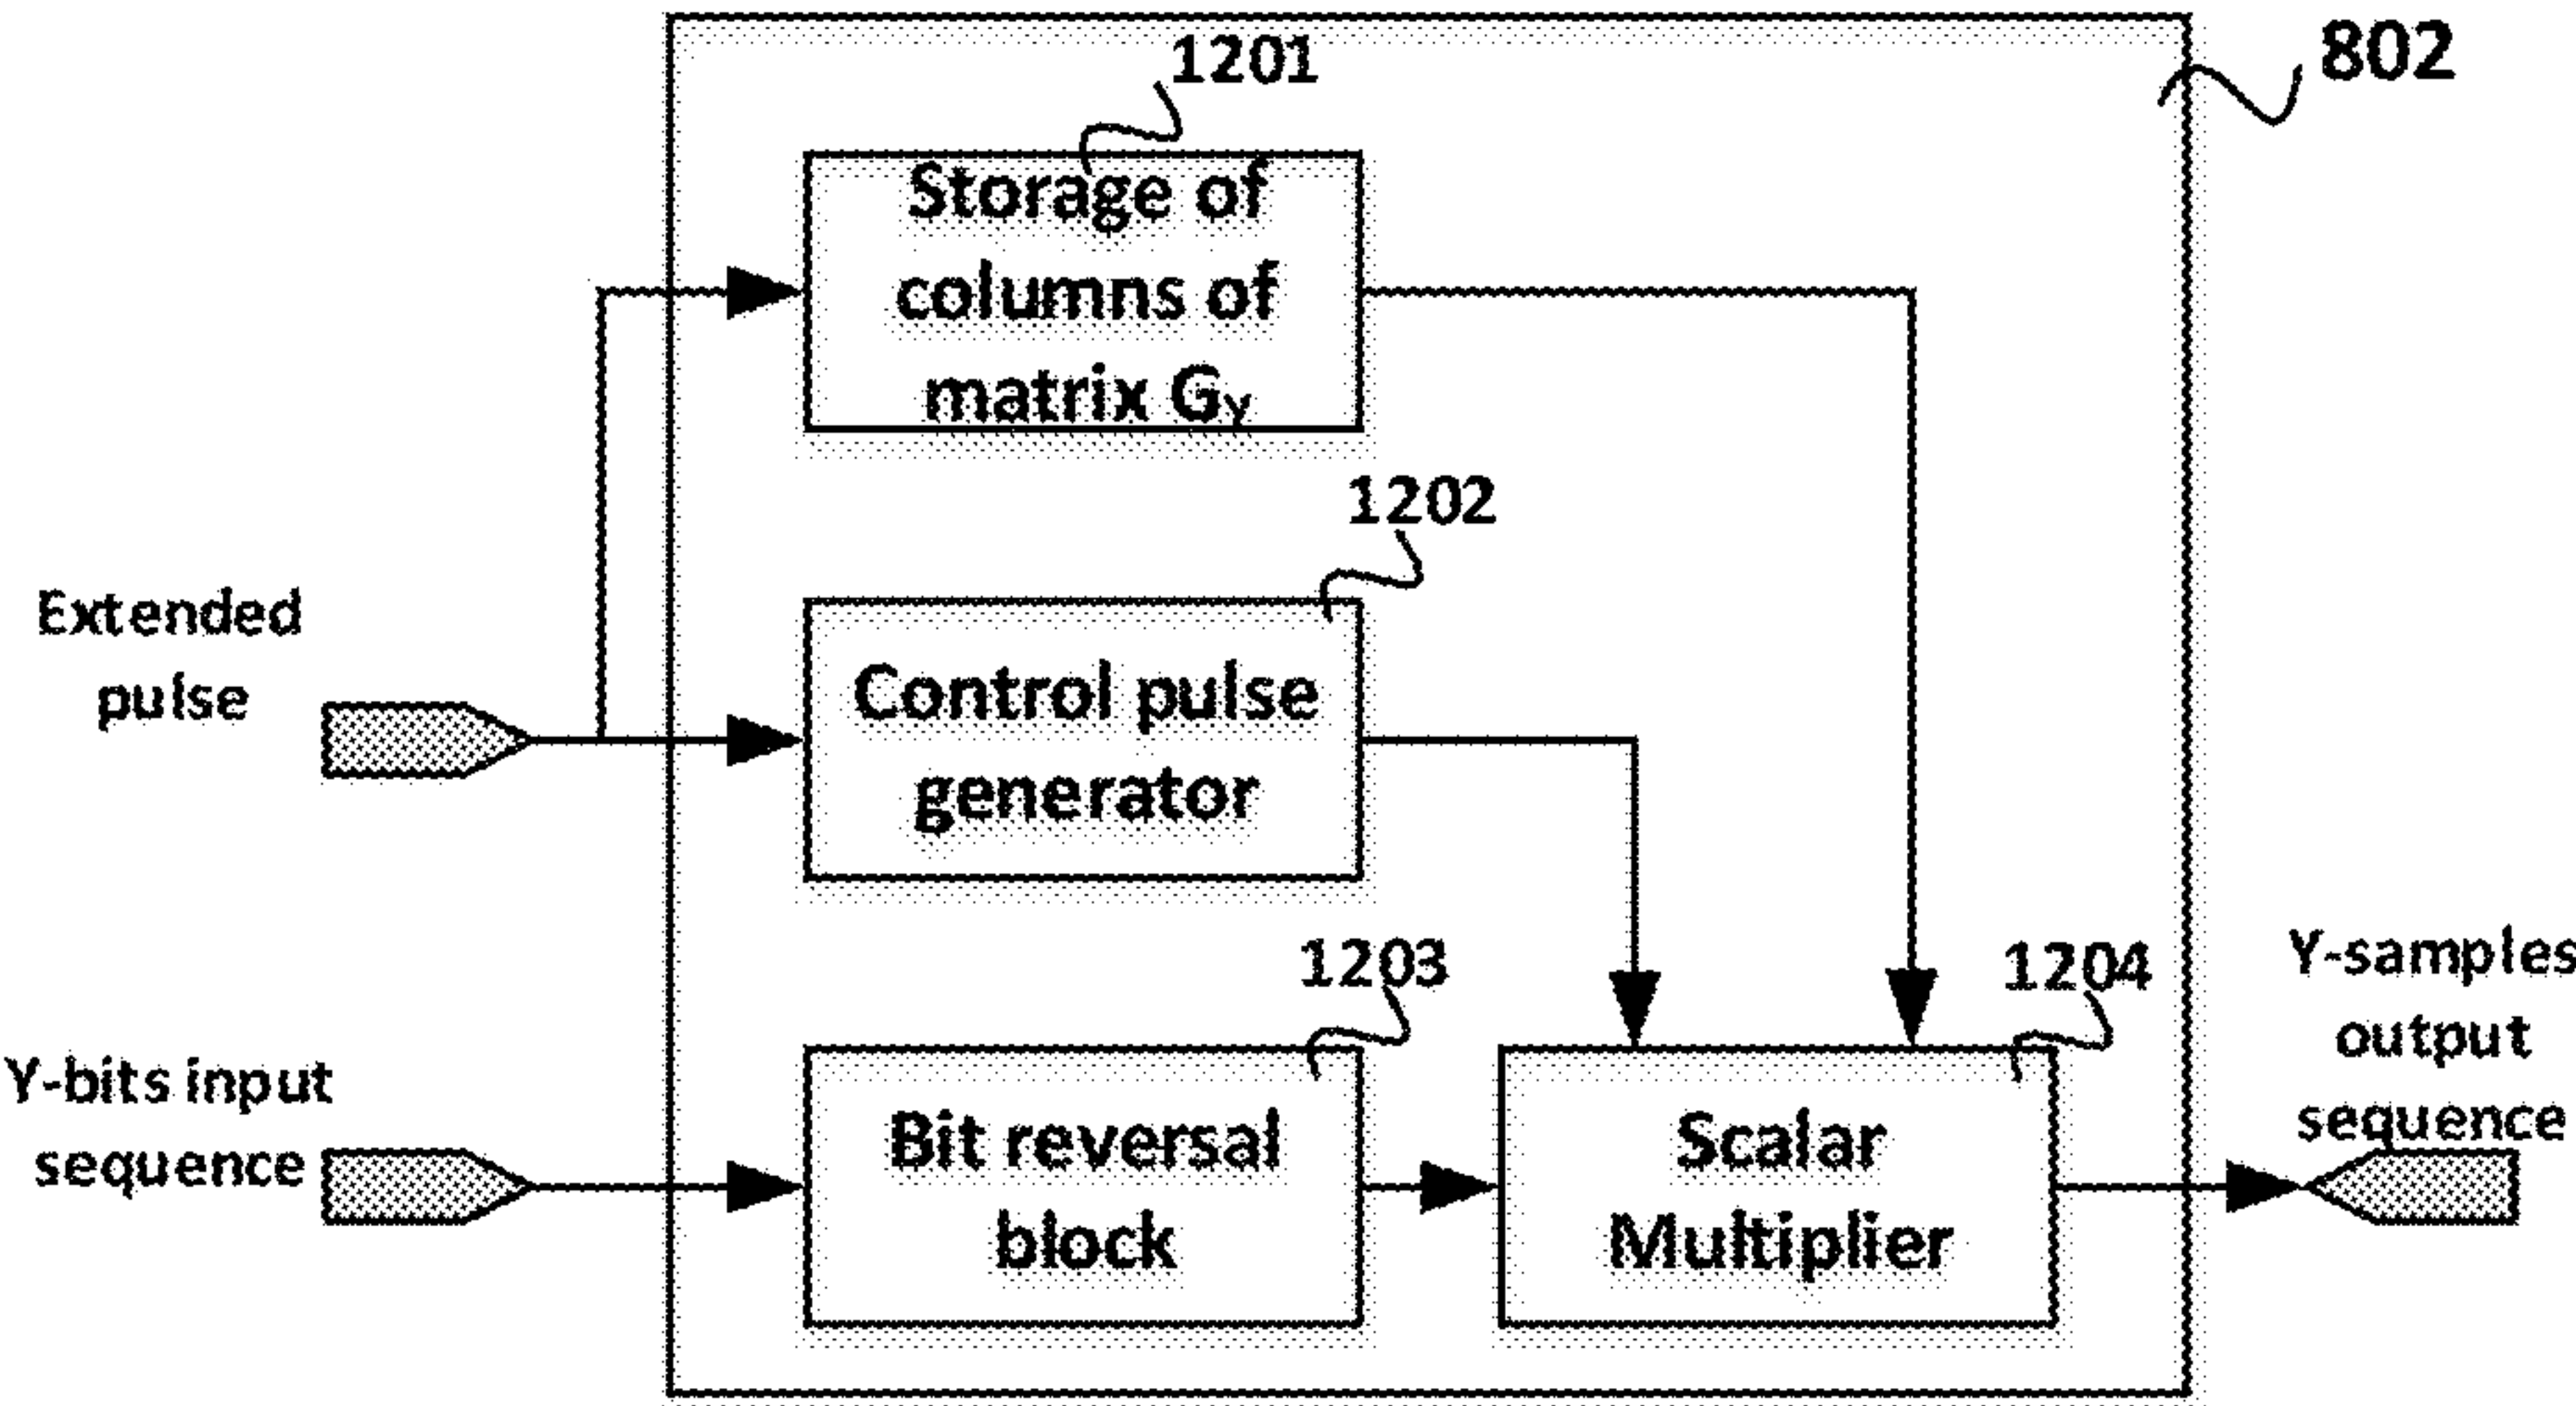 802
1201
Storage of
columns of
matrix GY
1202
Extended
pulse
Control pulse
generator
1203
1204
Y-samples
output
sequence
Y-bits input
sequence
Bit reversal
block
Scalar
Multiplier